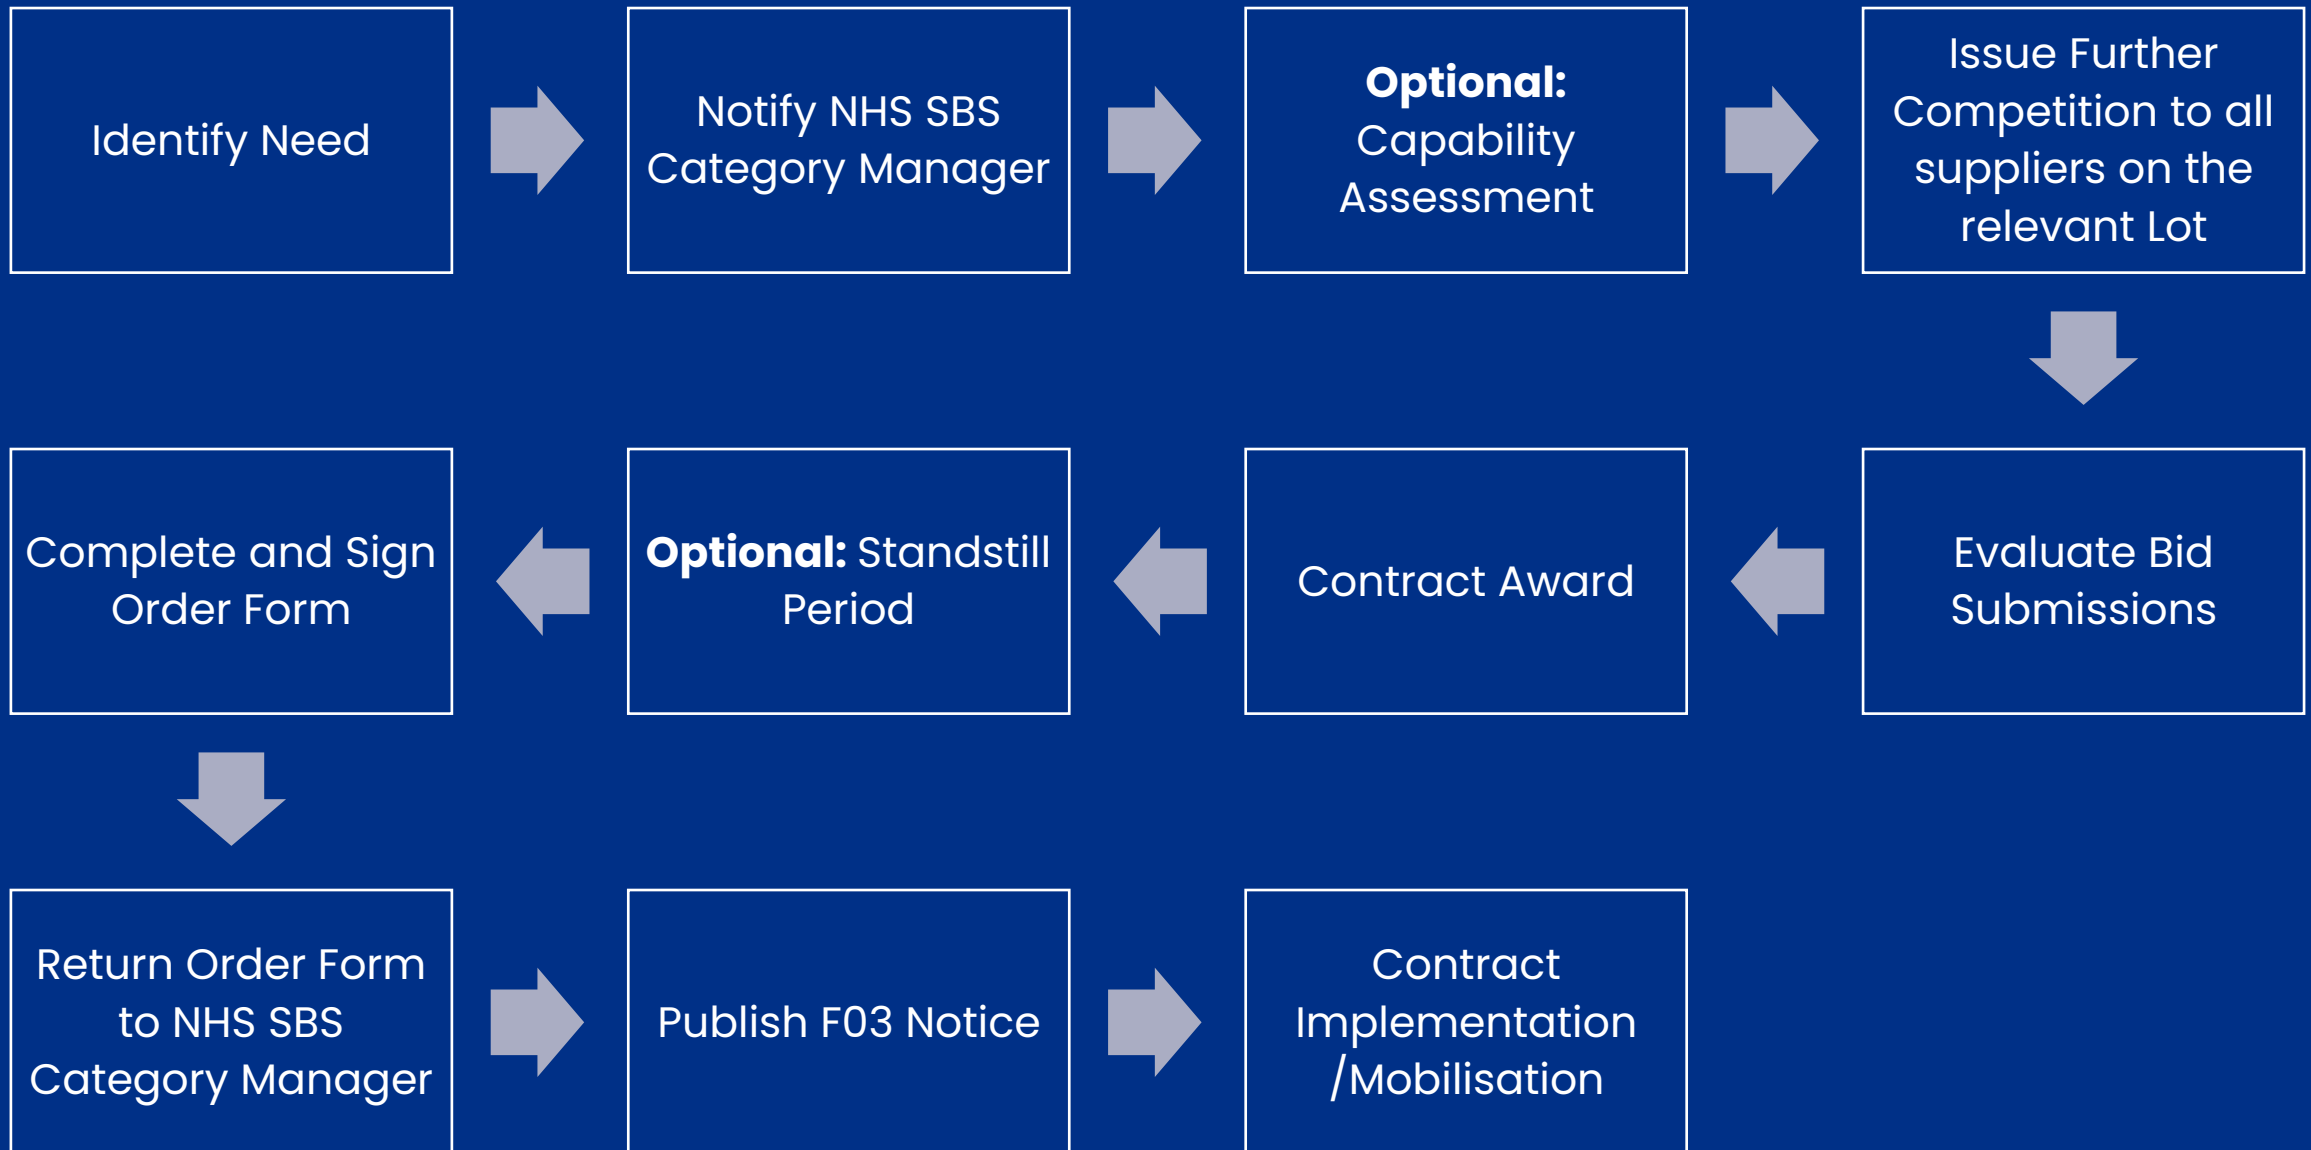 Identify Need
Notify NHS SBS
Category Manager
Optional:
Capability
Assessment
Issue Further
Competition to all
suppliers on the
relevant Lot
Evaluate Bid
Submissions
Contract Award
Optional: Standstill
Period
Complete and Sign
Order Form
Return Order Form
to NHS SBS
Category Manager
Publish F03 Notice
Contract
Implementation
/Mobilisation